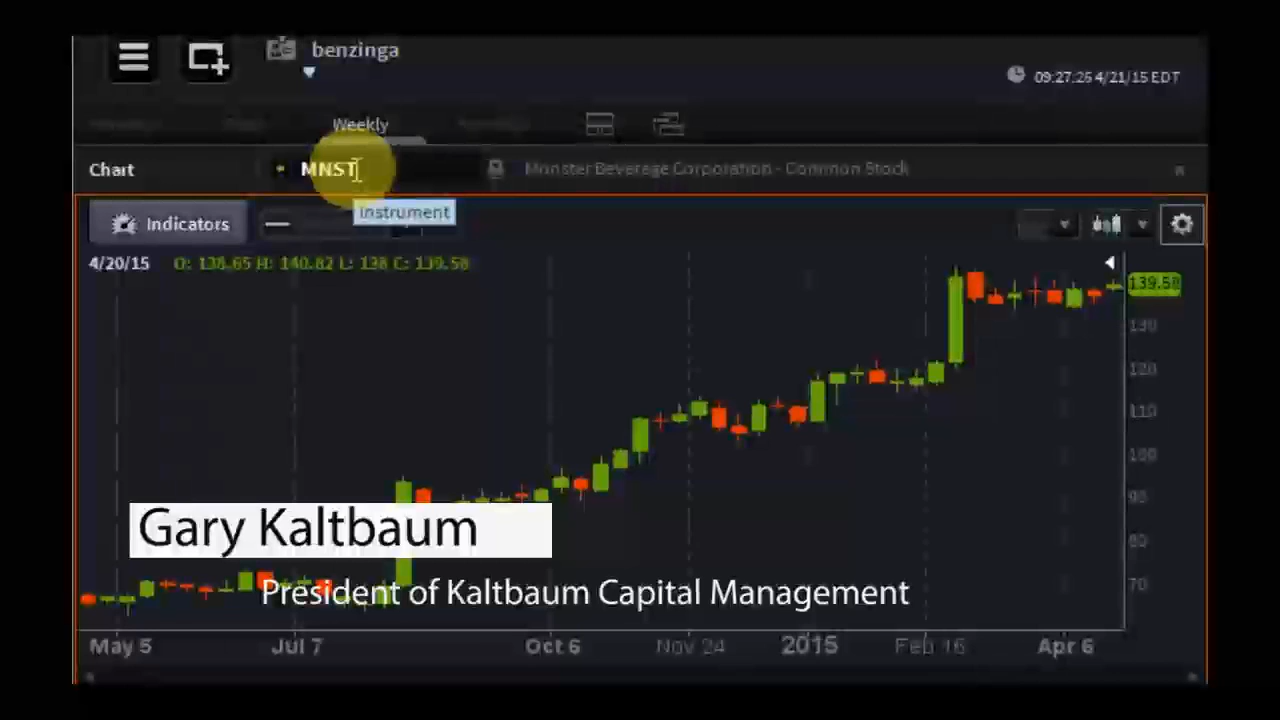 benzinga
09:27:26 4/21/15 EDT
Weekly
Chart MNST Monster Beverage Corporation - Common Stock
Instrument
Indicators
4/20/15 O: 138.65 H: 140.82 L: 138 C: 139.58
139.58
130
120
110
100
90
80
70
Gary Kaltbaum
President of Kaltbaum Capital Management
May 5 Jul 7 Oct 6 Nov 24 2015 Feb 16 Apr 6